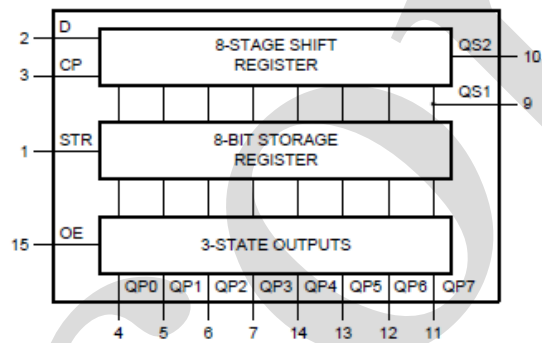 D
2
8-STAGE SHIFT
REGISTER
QS2
10
CP
3
QS1
9
STR
1
8-BIT STORAGE
REGISTER
OE
15
3-STATE OUTPUTS
QP0 QP1 QP2 QP3 QP4 QP5 QP6 QP7
4 5 6 7 14 13 12 11